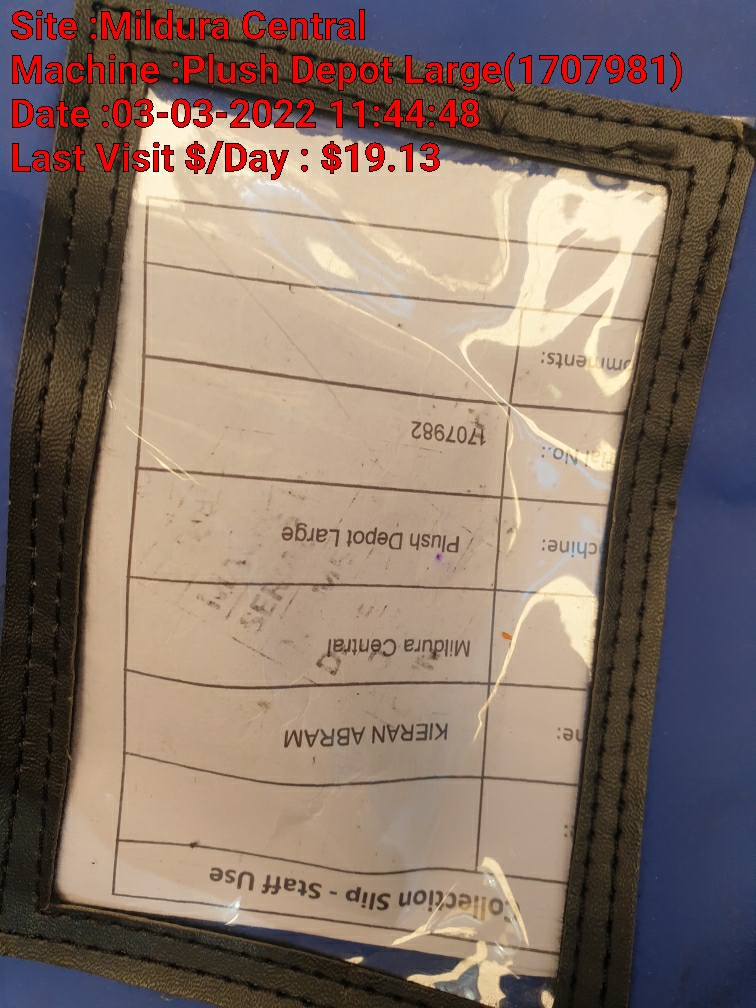 Site :Mildura Central
Machine :Plush Depot Large(1707981)
Date :03-03-2022 11:44:48
Last Visit $/Day : $19.13
Collection Slip - Staff Use
KIERAN ABRAM
Mildura Central
Plush Depot Large
1707982